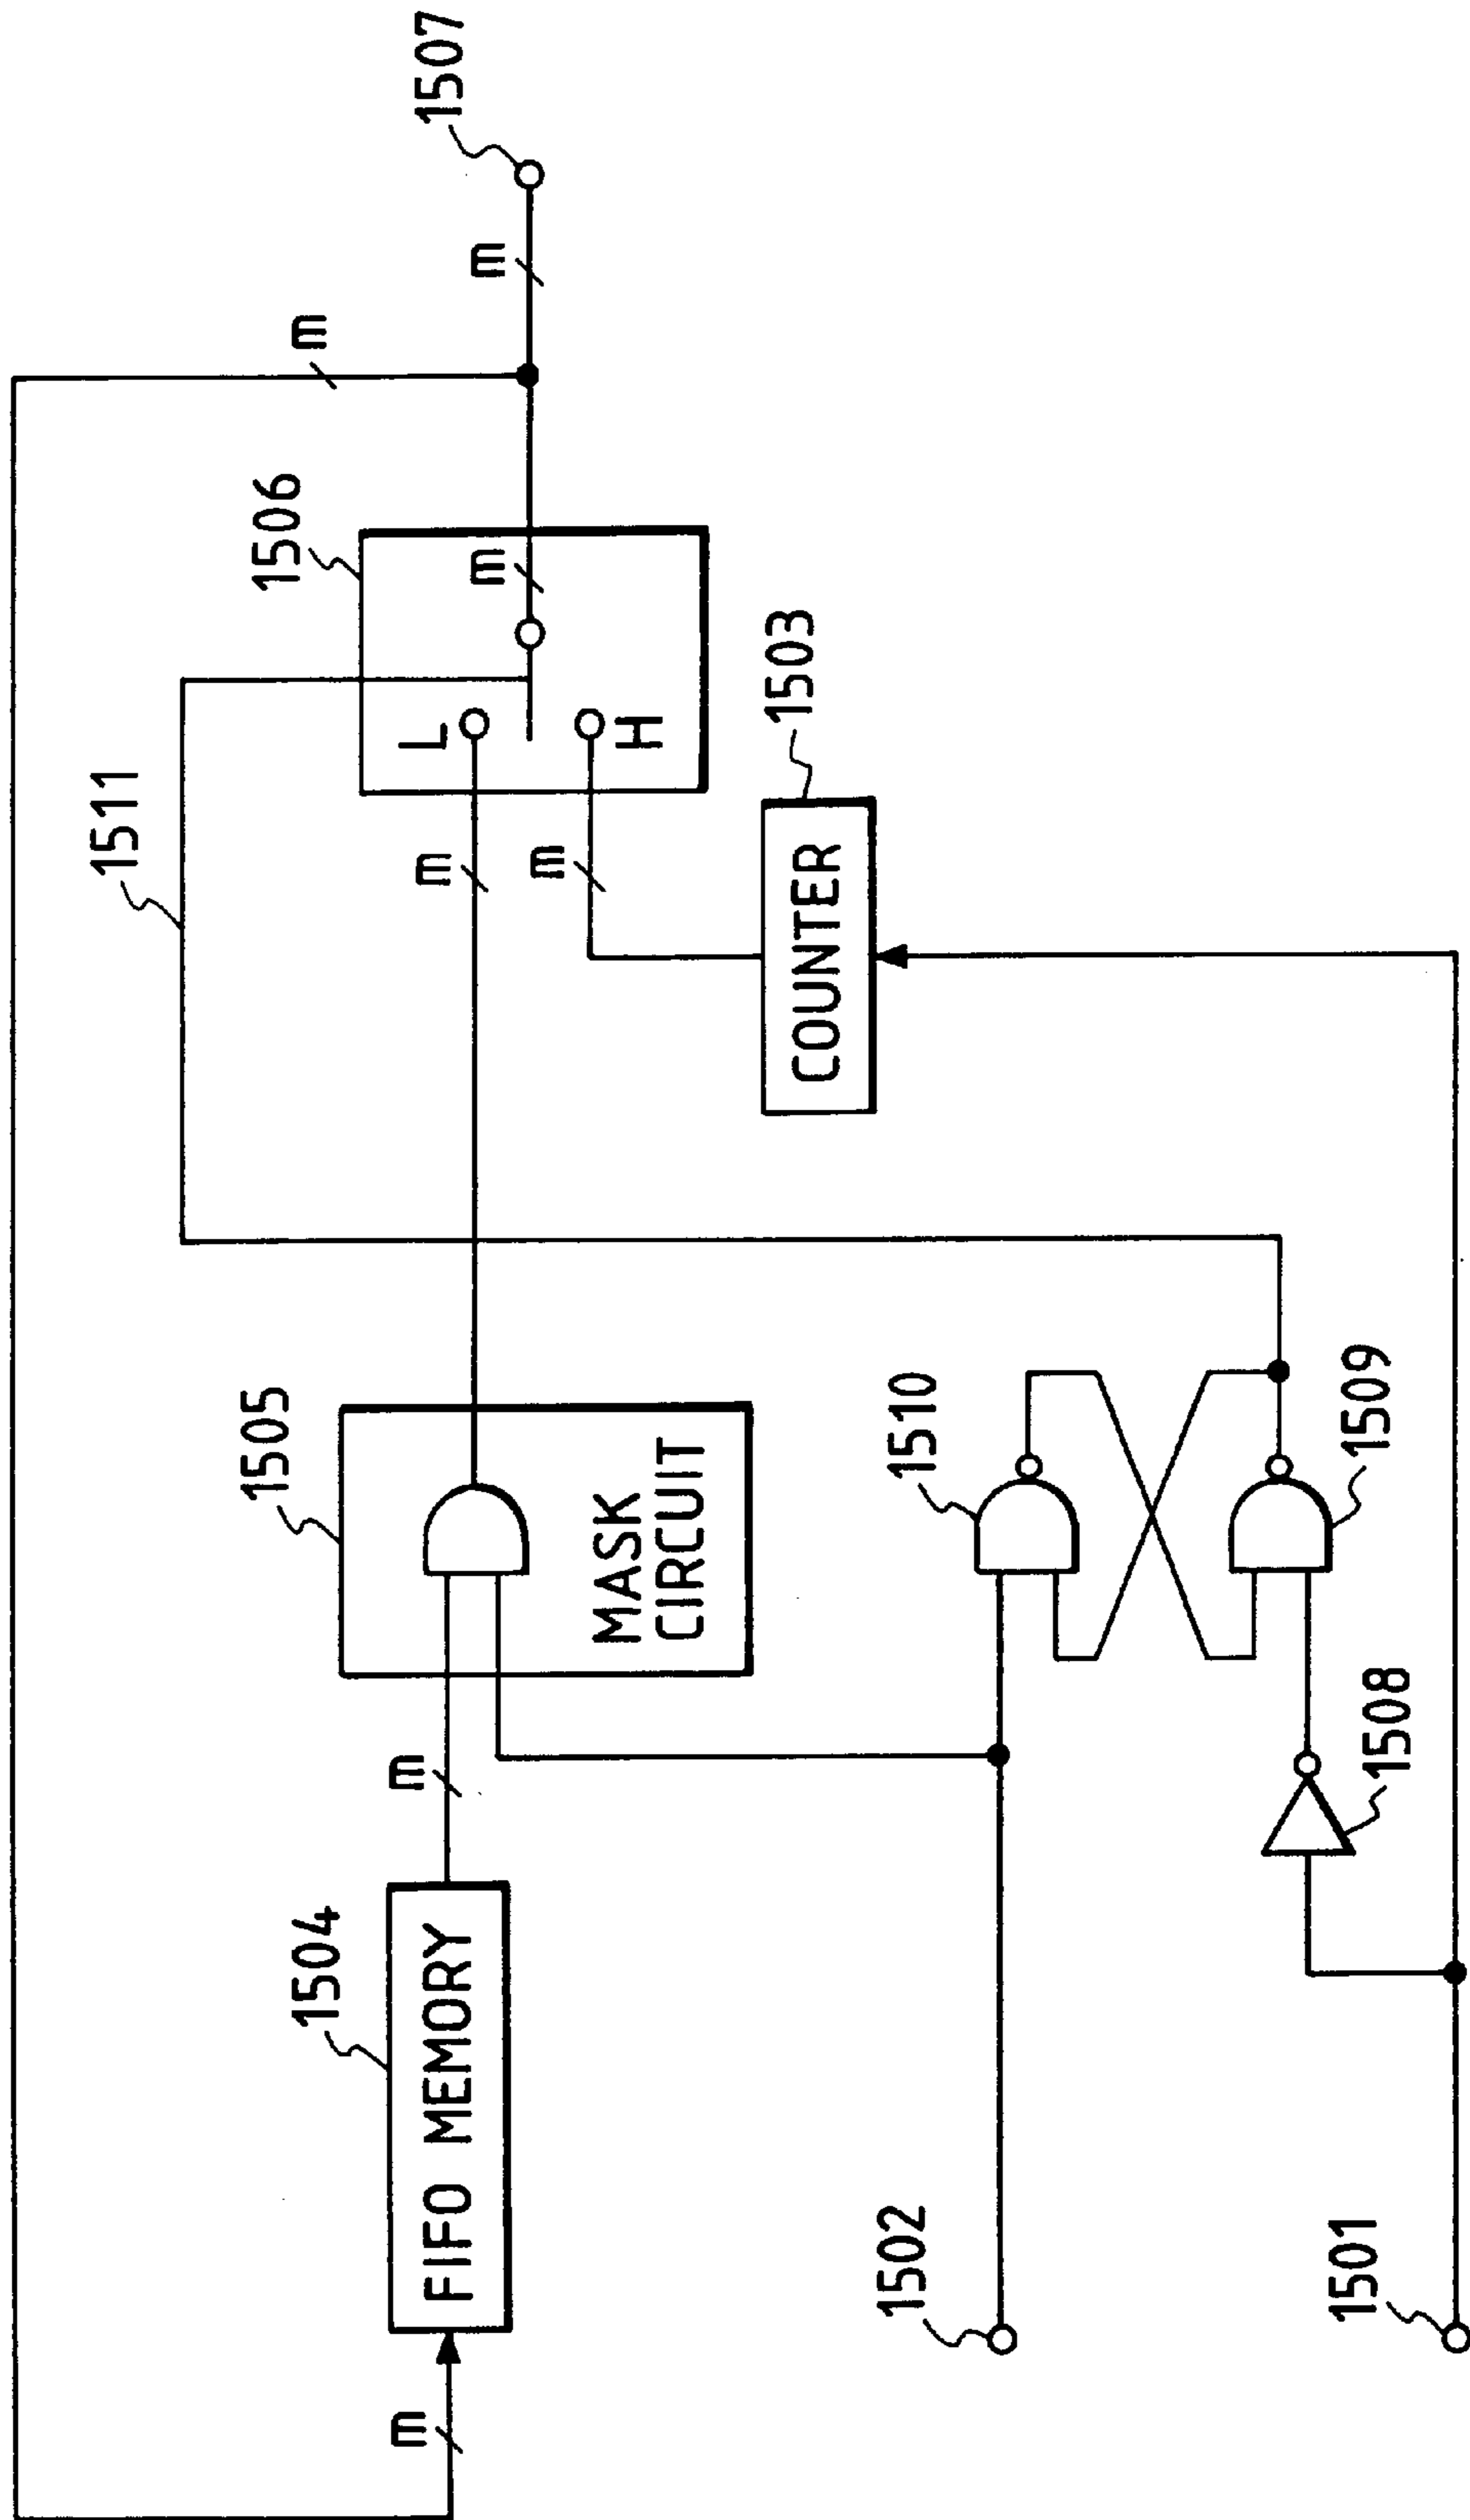 1504
FIFO MEMORY
m
m
1505
MASK
CIRCUIT
m
1511
L
H
m
m
1506
m
m
1507
1503
COUNTER
1502
1510
1509
1508
1501